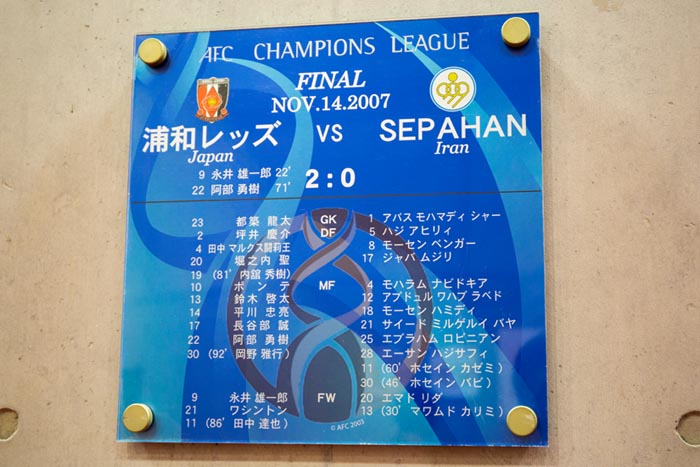 AFC CHAMPIONS LEAGUE
FINAL
NOV.14.2007
浦和レッズ VS SEPAHAN
Japan Iran
9 永井 雄一郎 22' 2:0
22 阿部 勇樹 71'
23 都築 龍太 GK 1 アバス モハマディ シャー
2 坪井 慶介 DF 5 ハジ アヒリィ
4 田中 マルクス闘莉王 8 モーセン ベンガー
20 堀之内 聖 17 ジャバ ムジリ
19 (81' 内舘 秀樹)
10 ポンテ MF 4 モハラム ナビドキア
13 鈴木 啓太 12 アブドュル ワハブ ラベド
14 平川 忠亮 18 モーセン ハミディ
17 長谷部 誠 21 サイード ミルゲルイ バヤ
22 阿部 勇樹 25 エブラハム ロビニアン
30 (92' 岡野 雅行) 28 エーサン ハジサフィ
11 (60' ホセイン カゼミ)
30 (46' ホセイン パピ)
9 永井 雄一郎 FW 20 エマド リダ
21 ワシントン 13 (30' マワムド カリミ)
11 (86' 田中 達也)
© AFC 2003